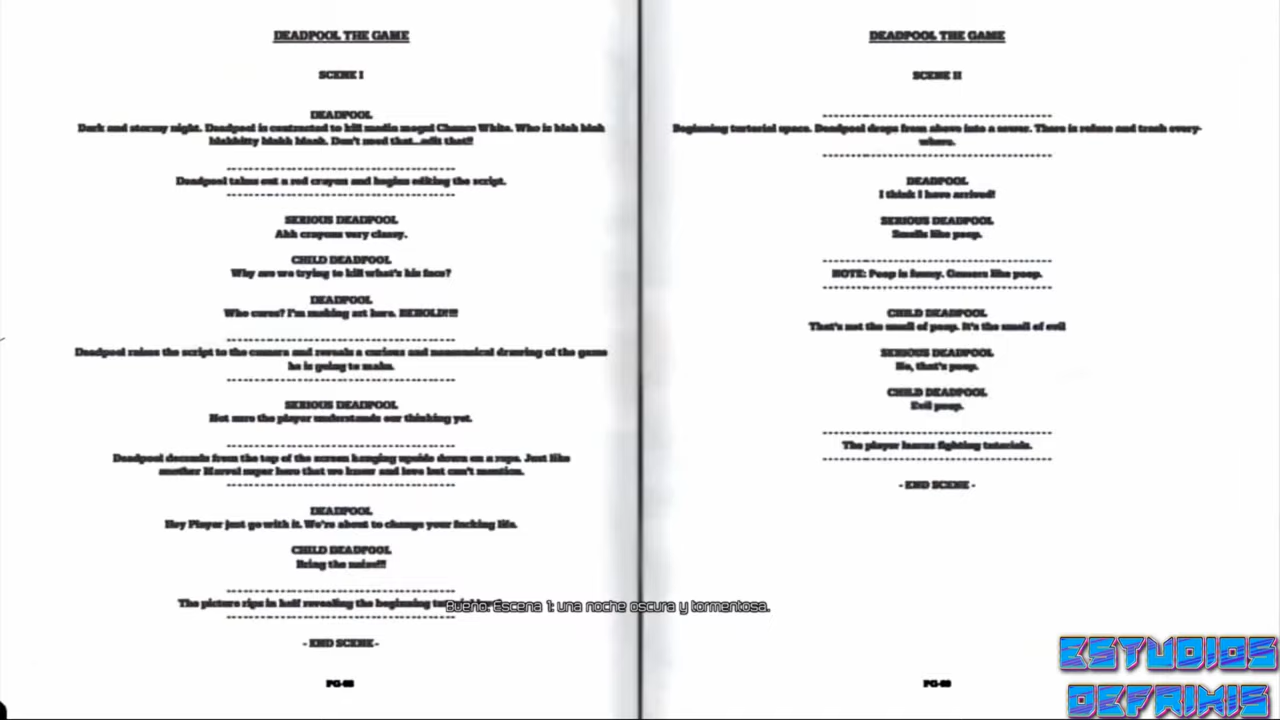 DEADPOOL THE GAME
SCENE I
DEADPOOL
Dark and stormy night. Deadpool is contracted to kill media mogul Chance White. Who is blah blah
blahbitty blahh blaah. Don't need that...edit that!!
Deadpool takes out a red crayon and begins editing the script.
SERIOUS DEADPOOL
Ahh crayons very classy.
CHILD DEADPOOL
Why are we trying to kill what's his face?
DEADPOOL
Who cares? I'm making art here. BEHOLD!!!!
Deadpool raises the script to the camera and reveals a curious and nonsensical drawing of the game
he is going to make.
SERIOUS DEADPOOL
Not sure the player understands our thinking yet.
Deadpool descends from the top of the screen hanging upside down on a rope. Just like
another Marvel super hero that we know and love but can't mention.
DEADPOOL
Hey Player just go with it. We're about to change your fucking life.
CHILD DEADPOOL
Bring the noise!!!
The picture rips in half revealing the beginning
- END SCENE -
DEADPOOL THE GAME
SCENE II
Beginning turtorial space. Deadpool drops from above into a sewer. There is refuse and trash every-
where.
DEADPOOL
I think I have arrived!
SERIOUS DEADPOOL
Smells like poop.
NOTE: Poop is funny. Gamers like poop.
CHILD DEADPOOL
That's not the smell of poop. It's the smell of evil
SERIOUS DEADPOOL
No, that's poop.
CHILD DEADPOOL
Evil poop.
The player learns fighting tutorials.
- END SCENE -
Bueno. Escena 1: una noche oscura y tormentosa.
ESTUDIOS
DEFRIXIS